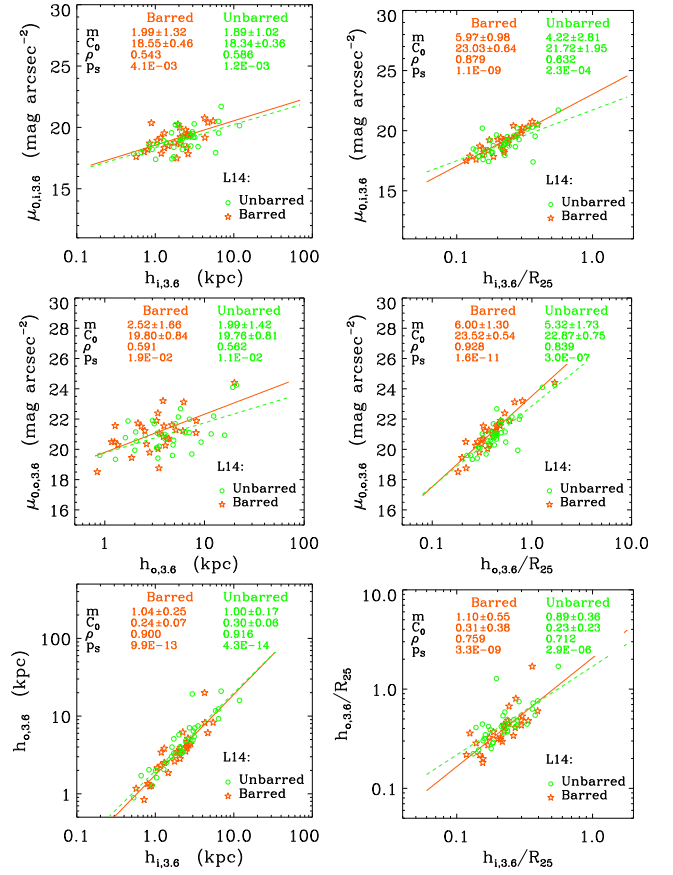 Barred Unbarred
m 1.99±1.32 1.89±1.02
C0 18.55±0.46 18.34±0.36
ρ 0.543 0.586
ps 4.1E-03 1.2E-03
30
25
20
15
μ0,i,3.6 (mag arcsec−2)
L14:
Unbarred
Barred
0.1 1.0 10 100
hi,3.6 (kpc)
Barred Unbarred
m 5.97±0.98 4.22±2.81
C0 23.03±0.64 21.72±1.95
ρ 0.879 0.632
ps 1.1E-09 2.3E-04
30
25
20
15
μ0,i,3.6 (mag arcsec−2)
L14:
Unbarred
Barred
0.1 1.0
hi,3.6/R25
Barred Unbarred
m 2.52±1.66 1.99±1.42
C0 19.80±0.84 19.76±0.81
ρ 0.591 0.562
ps 1.9E-02 1.1E-02
30
28
26
24
22
20
18
16
μ0,o,3.6 (mag arcsec−2)
L14:
Unbarred
Barred
1 10 100
ho,3.6 (kpc)
Barred Unbarred
m 6.00±1.30 5.32±1.73
C0 23.52±0.54 22.87±0.75
ρ 0.928 0.839
ps 1.6E-11 3.0E-07
30
28
26
24
22
20
18
16
μ0,o,3.6 (mag arcsec−2)
L14:
Unbarred
Barred
0.1 1.0 10.0
ho,3.6/R25
Barred Unbarred
m 1.04±0.25 1.00±0.17
C0 0.24±0.07 0.30±0.06
ρ 0.900 0.916
ps 9.9E-13 4.3E-14
100
10
1
ho,3.6 (kpc)
L14:
Unbarred
Barred
0.1 1.0 10 100
hi,3.6 (kpc)
Barred Unbarred
m 1.10±0.55 0.89±0.36
C0 0.31±0.38 0.23±0.23
ρ 0.759 0.712
ps 3.3E-09 2.9E-06
10.0
1.0
0.1
ho,3.6/R25
L14:
Unbarred
Barred
0.1 1.0
hi,3.6/R25